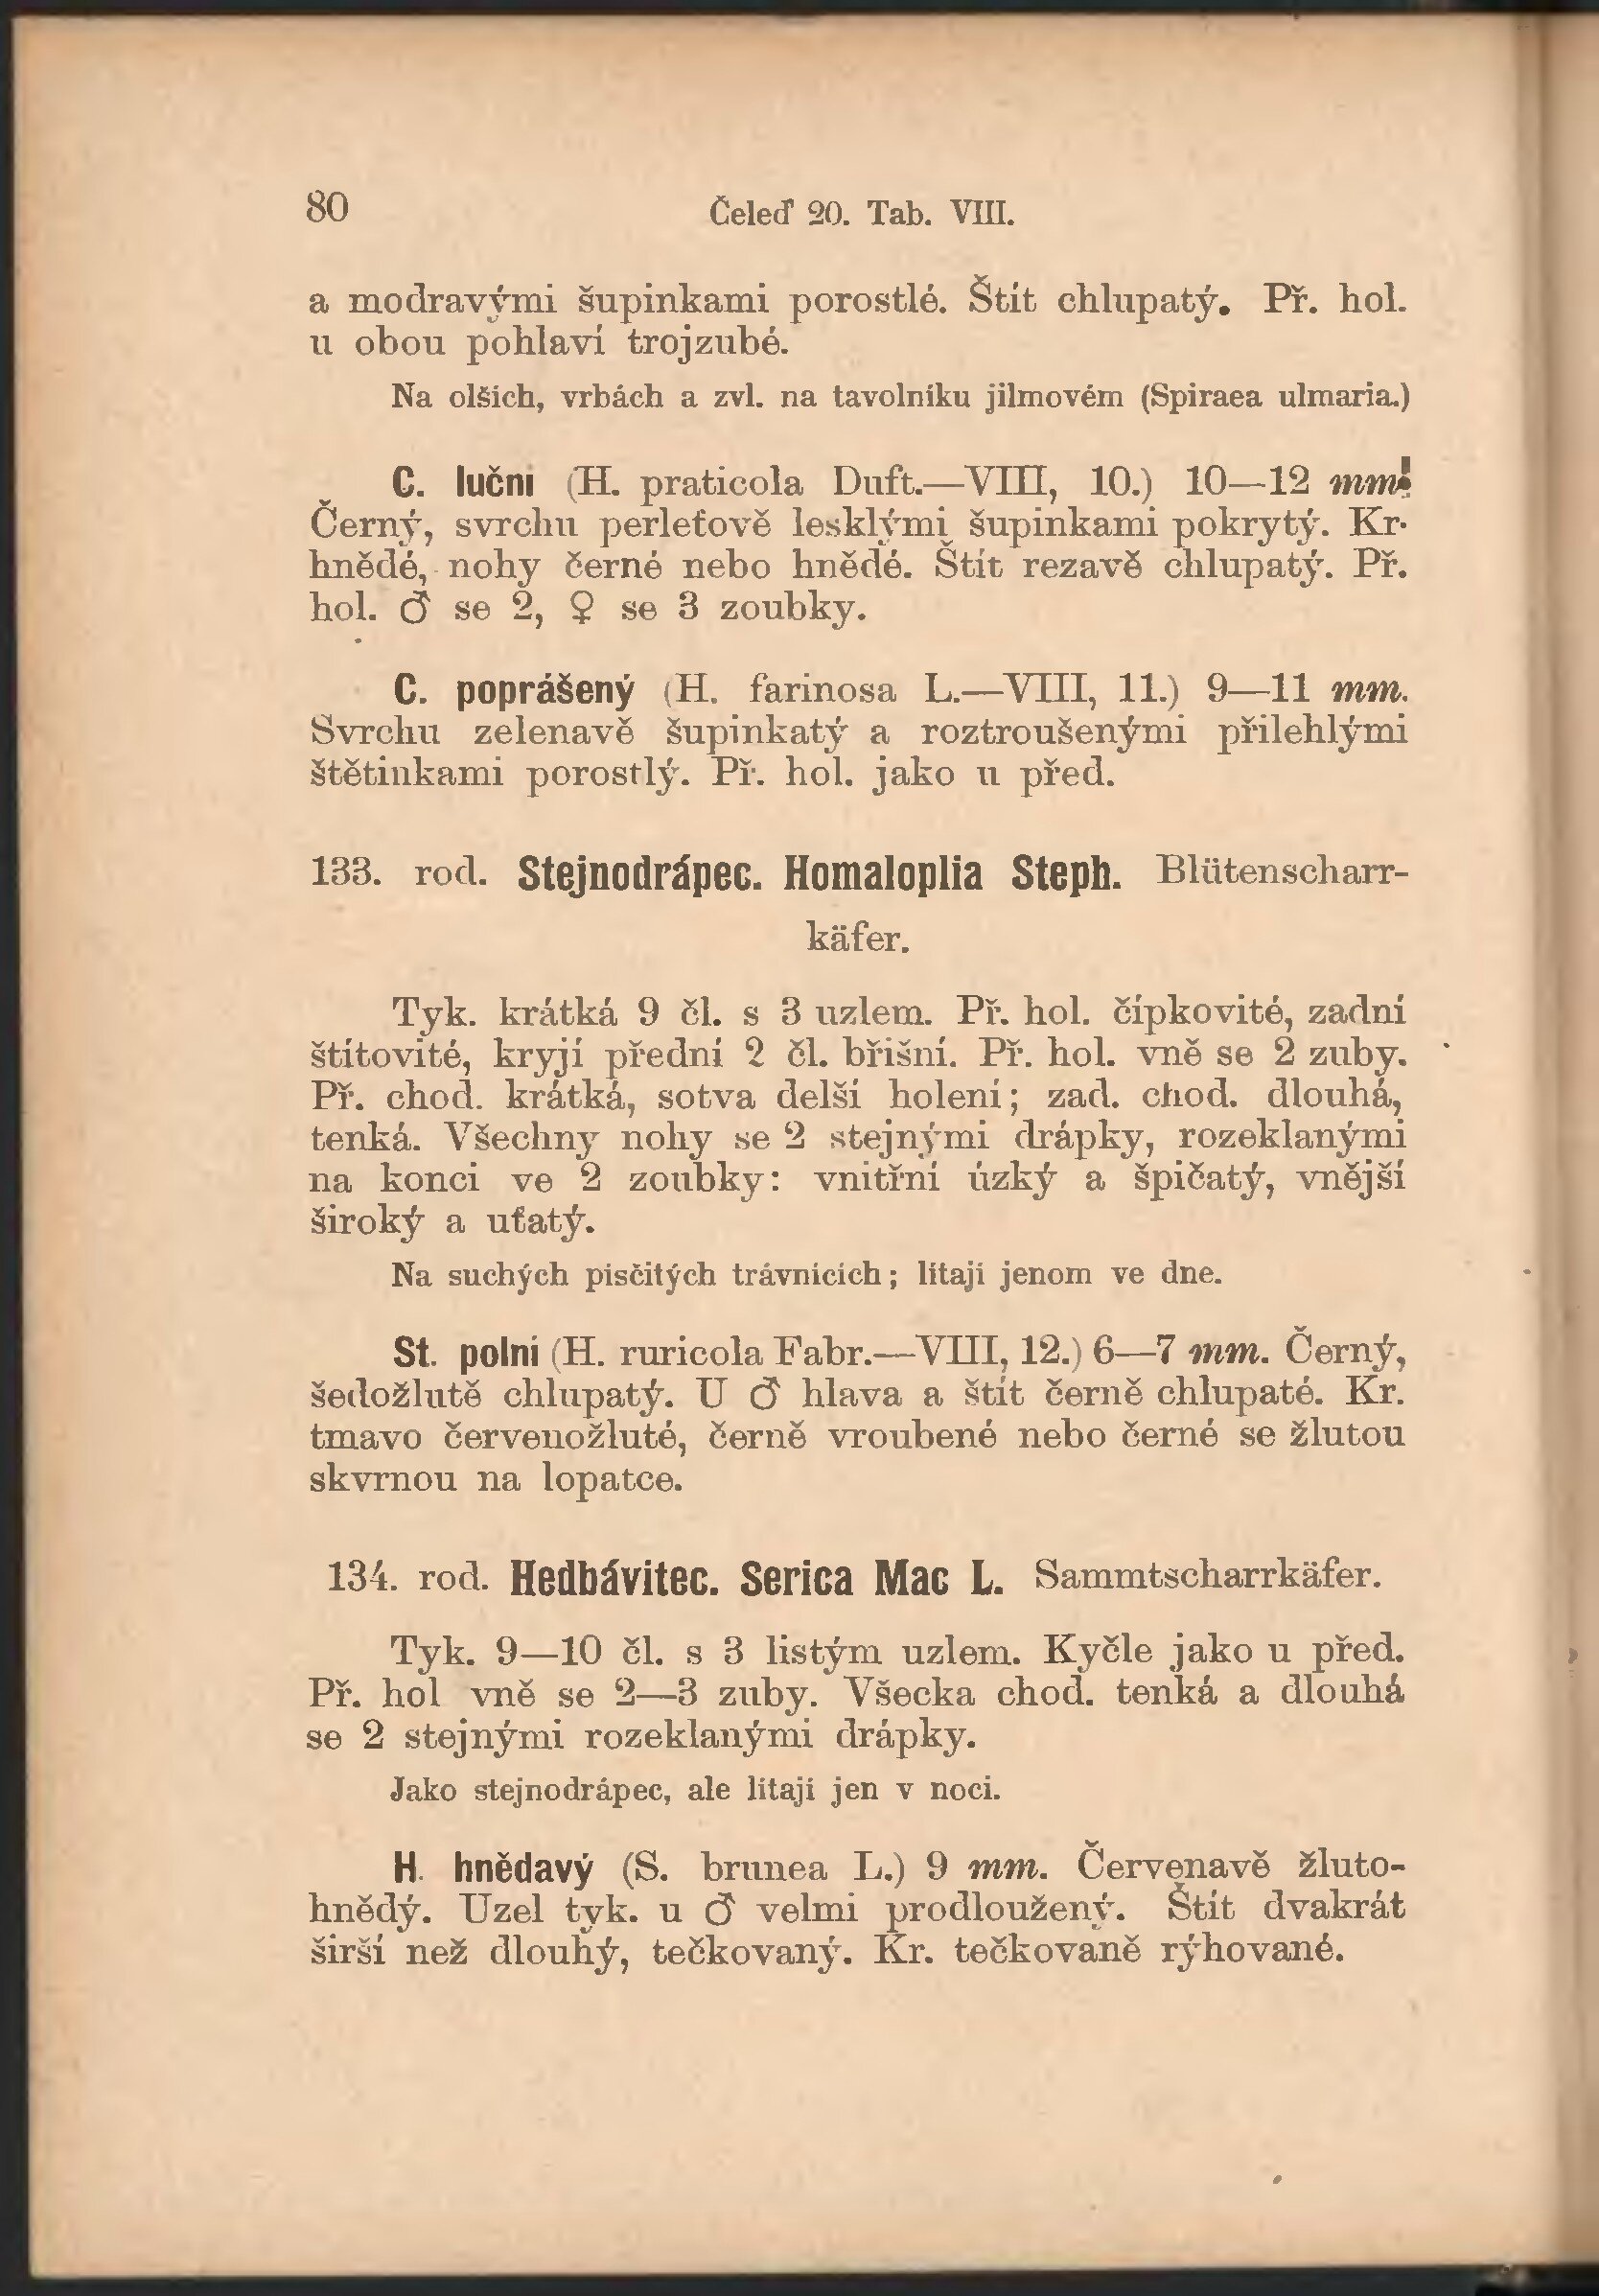 80
Čeleď 20. Tab. VIII.
a modravými šupinkami porostlé. Štít chlupatý. Př. hol.
u obou pohlaví trojzubé.
Na olších, vrbách a zvl. na tavolníku jilmovém (Spiraea ulmaria.)
C. luční (H. praticola Duft.—VIII, 10.) 10—12 mm.
Černý, svrchu perleťově lesklými šupinkami pokrytý. Kr.
hnědé, nohy černé nebo hnědé. Štít rezavě chlupatý. Př.
hol. ♂ se 2, ♀ se 3 zoubky.
C. poprášený (H. farinosa L.—VIII, 11.) 9—11 mm.
Svrchu zelenavě šupinkatý a roztroušenými přilehlými
štětinkami porostlý. Př. hol. jako u před.
133. rod. Stejnodrápec. Homaloplia Steph. Blütenscharr-
käfer.
Tyk. krátká 9 čl. s 3 uzlem. Př. hol. čípkovité, zadní
štítovité, kryjí přední 2 čl. břišní. Př. hol. vně se 2 zuby.
Př. chod. krátká, sotva delší holení; zad. chod. dlouhá,
tenká. Všechny nohy se 2 stejnými drápky, rozeklanými
na konci ve 2 zoubky: vnitřní úzký a špičatý, vnější
široký a uťatý.
Na suchých písčitých trávnících; lítají jenom ve dne.
St. polní (H. ruricola Fabr.—VIII, 12.) 6—7 mm. Černý,
šedožlutě chlupatý. U ♂ hlava a štít černě chlupaté. Kr.
tmavo červenožluté, černě vroubené nebo černé se žlutou
skvrnou na lopatce.
134. rod. Hedbávitec. Serica Mac L. Sammtscharrkäfer.
Tyk. 9—10 čl. s 3 listým uzlem. Kyčle jako u před.
Př. hol vně se 2—3 zuby. Všecka chod. tenká a dlouhá
se 2 stejnými rozeklanými drápky.
Jako stejnodrápec, ale lítají jen v noci.
H. hnědavý (S. brunea L.) 9 mm. Červenavě žluto-
hnědý. Uzel tyk. u ♂ velmi prodloužený. Štít dvakrát
širší než dlouhý, tečkovaný. Kr. tečkovaně rýhované.